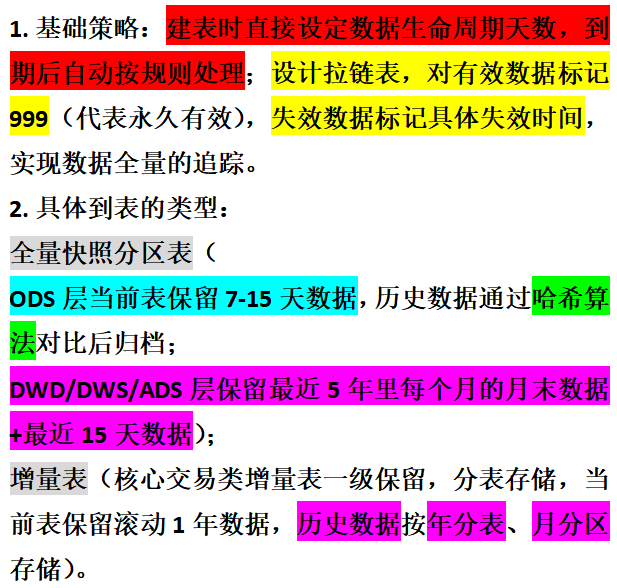 1. 基础策略：建表时直接设定数据生命周期天数，到
期后自动按规则处理；设计拉链表，对有效数据标记
999（代表永久有效），失效数据标记具体失效时间，
实现数据全量的追踪。
2. 具体到表的类型：
全量快照分区表（
ODS 层当前表保留 7-15 天数据，历史数据通过哈希算
法对比后归档；
DWD/DWS/ADS 层保留最近 5 年里每个月的月末数据
+最近 15 天数据）；
增量表（核心交易类增量表一级保留，分表存储，当
前表保留滚动 1 年数据，历史数据按年分表、月分区
存储）。